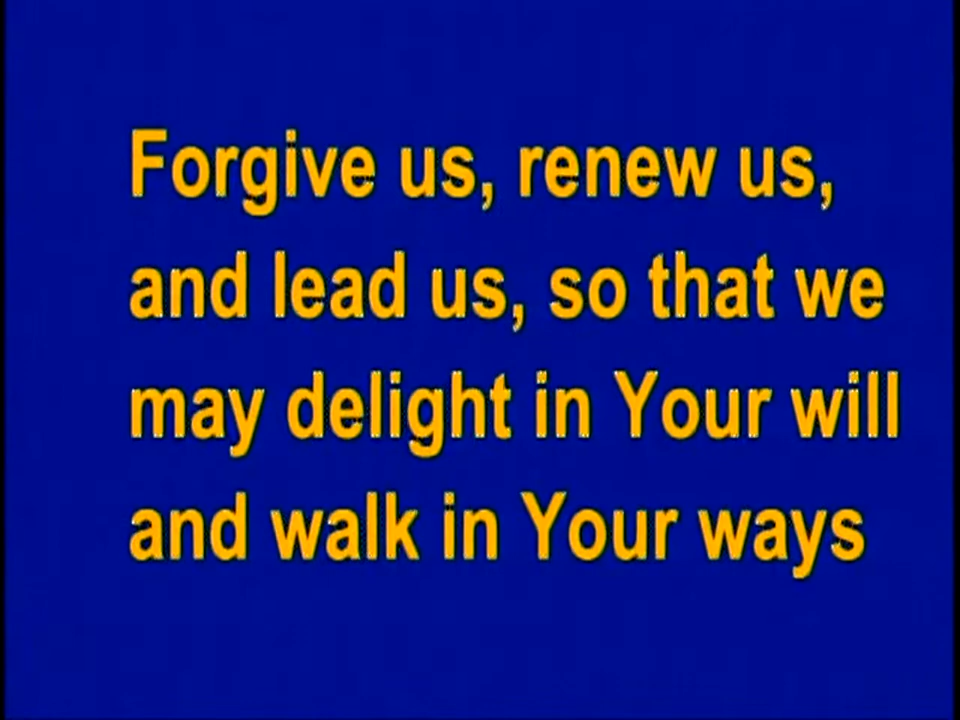 Forgive us, renew us,
and lead us, so that we
may delight in Your will
and walk in Your ways